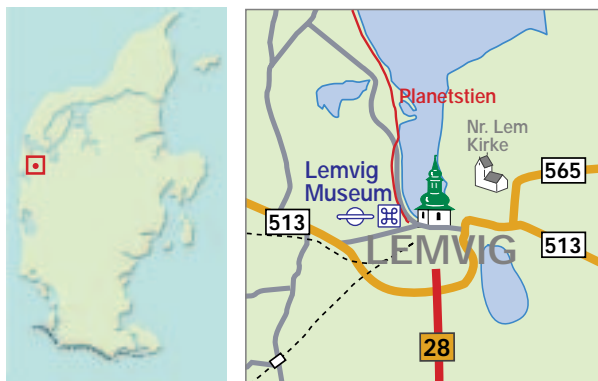 Planetstien
Nr. Lem
Kirke
Lemvig
Museum
565
513
513
LEMVIG
28